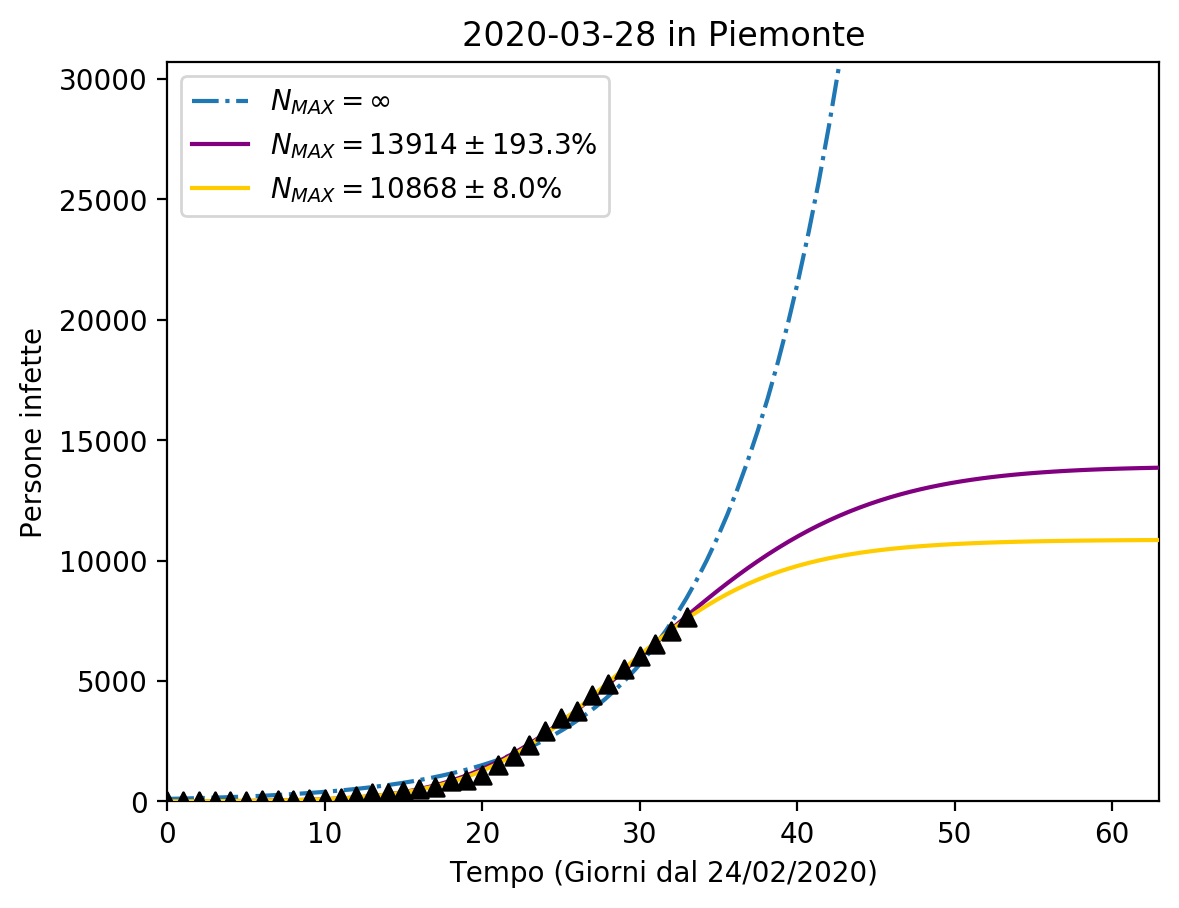 2020-03-28 in Piemonte
N_MAX = ∞
N_MAX = 13914 ± 193.3%
N_MAX = 10868 ± 8.0%
Persone infette
30000
25000
20000
15000
10000
5000
0
0 10 20 30 40 50 60
Tempo (Giorni dal 24/02/2020)